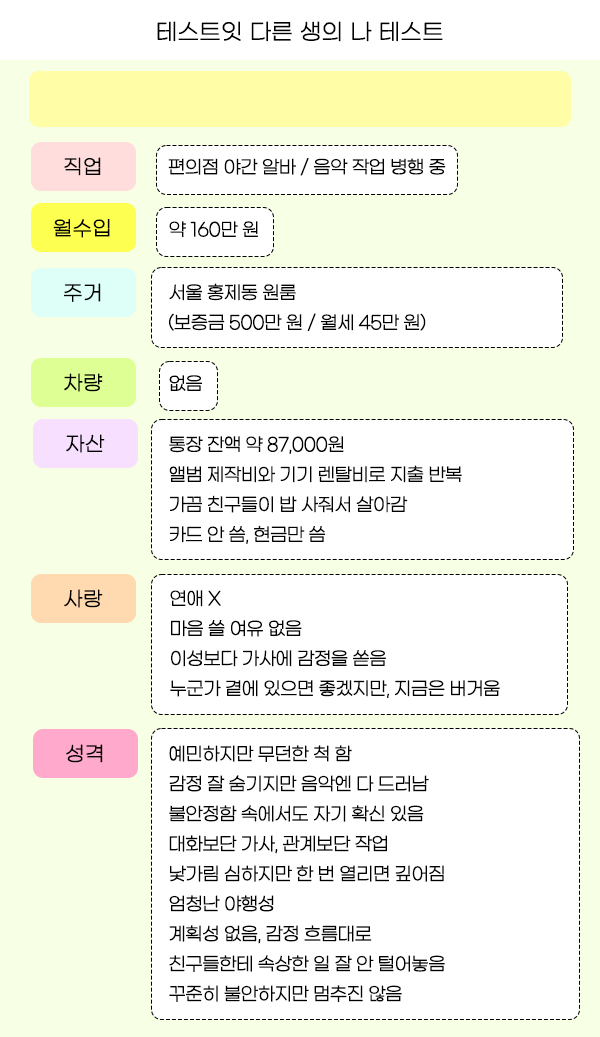 테스트잇 다른 생의 나 테스트
직업
편의점 야간 알바 / 음악 작업 병행 중
월수입
약 160만 원
주거
서울 홍제동 원룸
(보증금 500만 원 / 월세 45만 원)
차량
없음
자산
통장 잔액 약 87,000원
앨범 제작비와 기기 렌탈비로 지출 반복
가끔 친구들이 밥 사줘서 살아감
카드 안 씀, 현금만 씀
사랑
연애 X
마음 쓸 여유 없음
이성보다 가사에 감정을 쏟음
누군가 곁에 있으면 좋겠지만, 지금은 버거움
성격
예민하지만 무던한 척 함
감정 잘 숨기지만 음악엔 다 드러남
불안정함 속에서도 자기 확신 있음
대화보단 가사, 관계보단 작업
낯가림 심하지만 한 번 열리면 깊어짐
엄청난 야행성
계획성 없음, 감정 흐름대로
친구들한테 속상한 일 잘 안 털어놓음
꾸준히 불안하지만 멈추진 않음